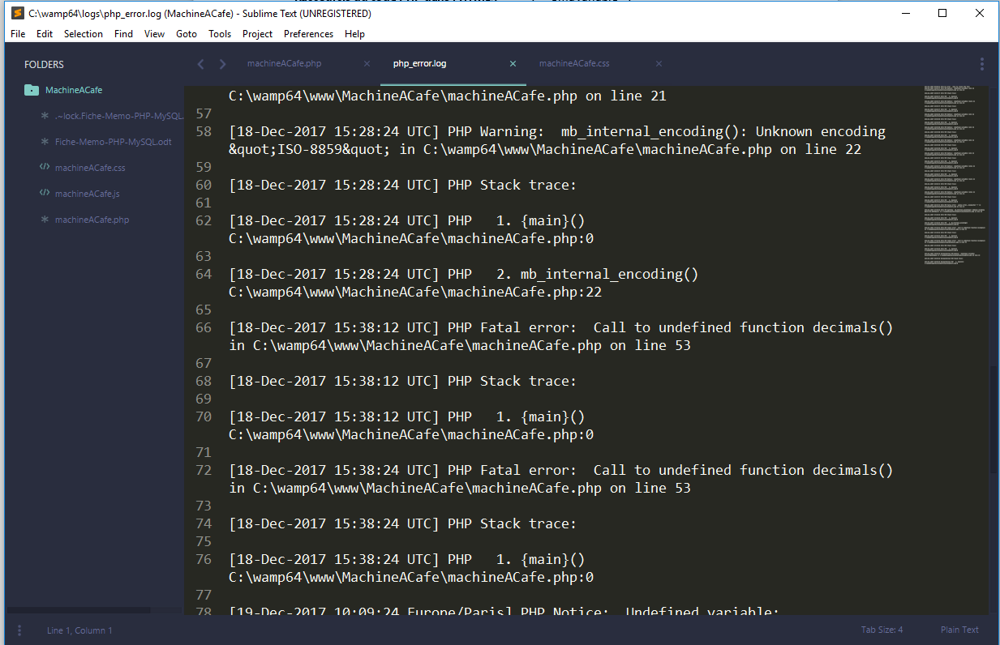 C:\wamp64\logs\php_error.log (MachineACafe) - Sublime Text (UNREGISTERED)
File Edit Selection Find View Goto Tools Project Preferences Help
FOLDERS
MachineACafe
.~lock.Fiche-Memo-PHP-MySQL.
Fiche-Memo-PHP-MySQL.odt
machineACafe.css
machineACafe.js
machineACafe.php
machineACafe.php php_error.log machineACafe.css
C:\wamp64\www\MachineACafe\machineACafe.php on line 21
57
58 [18-Dec-2017 15:28:24 UTC] PHP Warning:  mb_internal_encoding(): Unknown encoding
&quot;ISO-8859&quot; in C:\wamp64\www\MachineACafe\machineACafe.php on line 22
59
60 [18-Dec-2017 15:28:24 UTC] PHP Stack trace:
61
62 [18-Dec-2017 15:28:24 UTC] PHP   1. {main}()
C:\wamp64\www\MachineACafe\machineACafe.php:0
63
64 [18-Dec-2017 15:28:24 UTC] PHP   2. mb_internal_encoding()
C:\wamp64\www\MachineACafe\machineACafe.php:22
65
66 [18-Dec-2017 15:38:12 UTC] PHP Fatal error:  Call to undefined function decimals()
in C:\wamp64\www\MachineACafe\machineACafe.php on line 53
67
68 [18-Dec-2017 15:38:12 UTC] PHP Stack trace:
69
70 [18-Dec-2017 15:38:12 UTC] PHP   1. {main}()
C:\wamp64\www\MachineACafe\machineACafe.php:0
71
72 [18-Dec-2017 15:38:24 UTC] PHP Fatal error:  Call to undefined function decimals()
in C:\wamp64\www\MachineACafe\machineACafe.php on line 53
73
74 [18-Dec-2017 15:38:24 UTC] PHP Stack trace:
75
76 [18-Dec-2017 15:38:24 UTC] PHP   1. {main}()
C:\wamp64\www\MachineACafe\machineACafe.php:0
77
78 [19-Dec-2017 10:09:24 Europe/Paris] PHP Notice:  Undefined variable:
Line 1, Column 1 Tab Size: 4 Plain Text